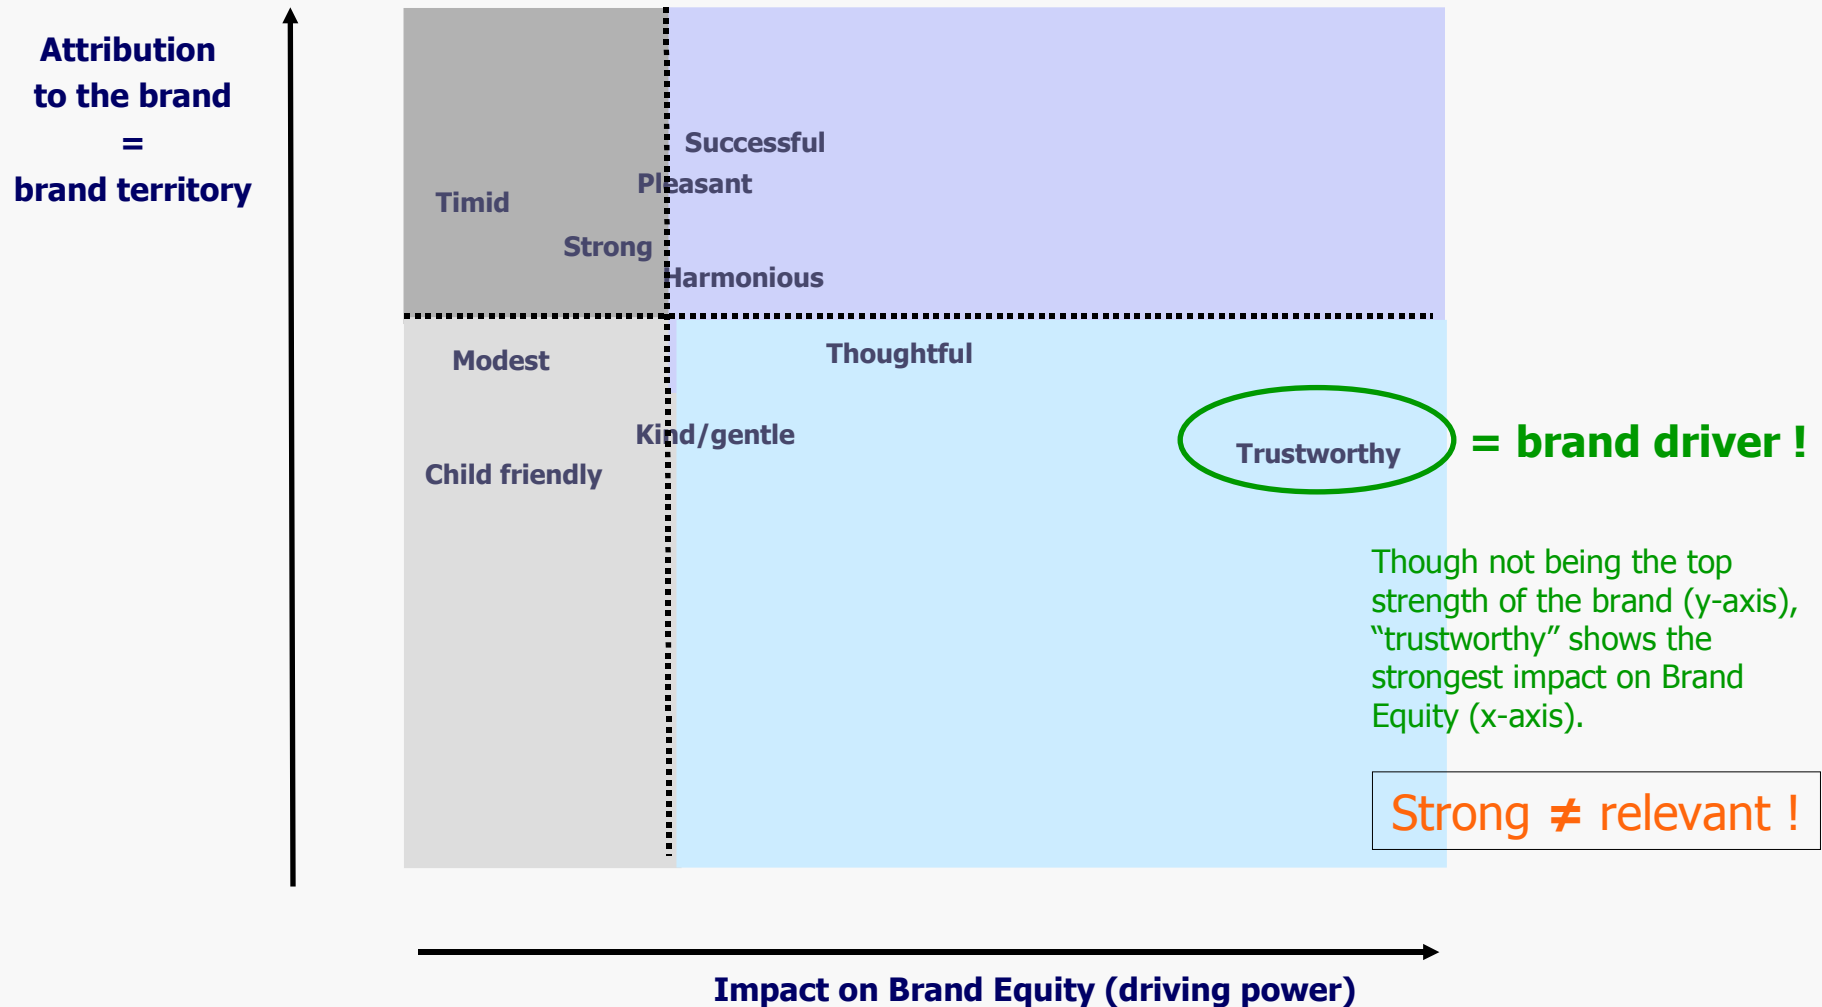 Attribution
to the brand
=
brand territory
Successful
Pleasant
Timid
Strong
Harmonious
Modest
Thoughtful
Kind/gentle
Trustworthy
= brand driver !
Child friendly
Though not being the top
strength of the brand (y-axis),
“trustworthy” shows the
strongest impact on Brand
Equity (x-axis).
Strong ≠ relevant !
Impact on Brand Equity (driving power)